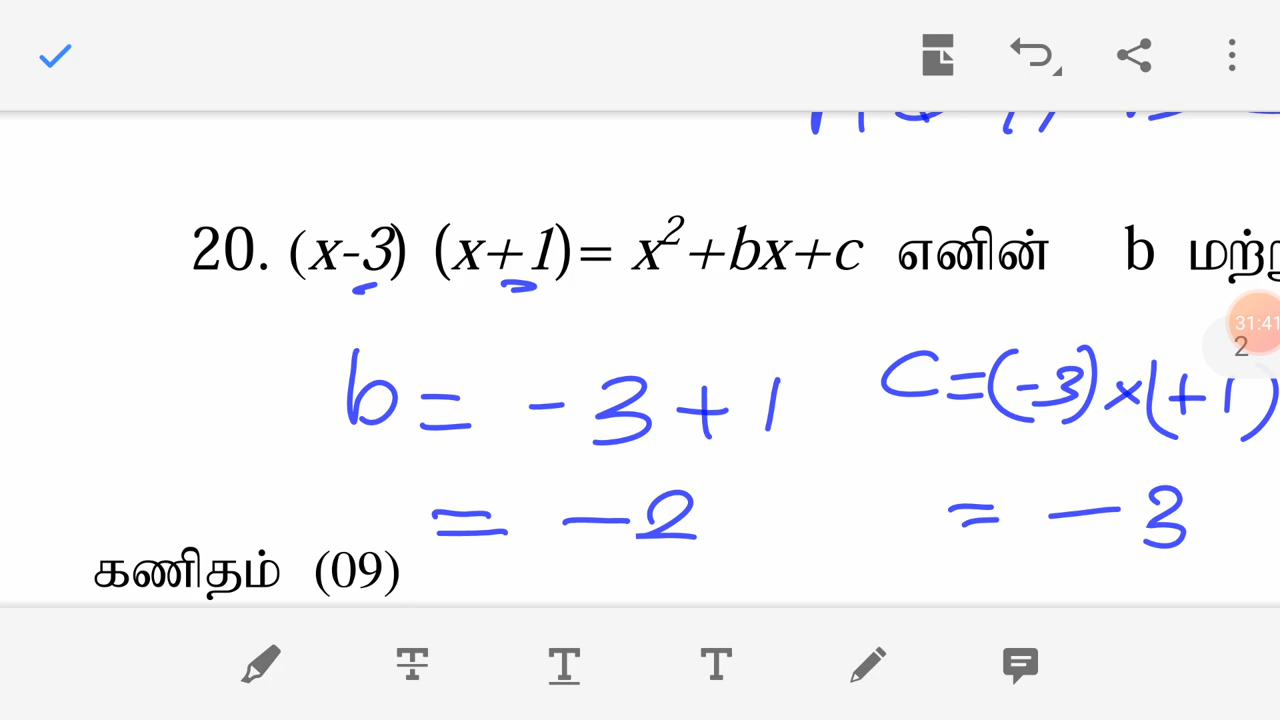 20. (x-3) (x+1)= x²+bx+c எனின் b
31:41
2
b = -3+1 c=(-3)×(+1)
= -2 = -3
கணிதம் (09)